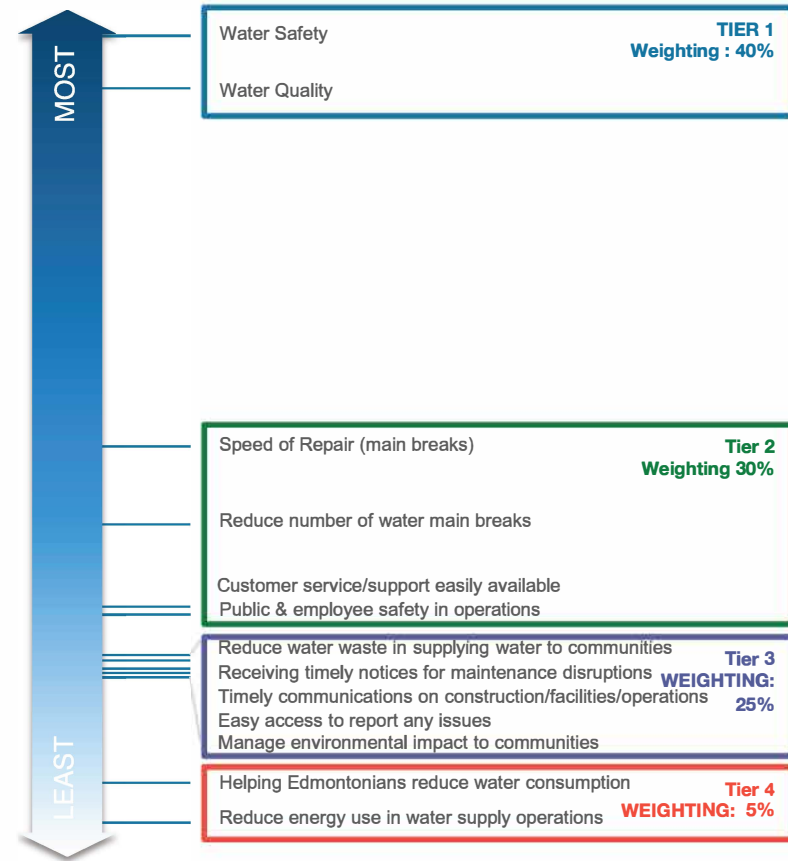 MOST
Water Safety
TIER 1
Weighting : 40%
Water Quality
Speed of Repair (main breaks)
Tier 2
Weighting 30%
Reduce number of water main breaks
Customer service/support easily available
Public & employee safety in operations
Reduce water waste in supplying water to communities
Tier 3
Receiving timely notices for maintenance disruptions
WEIGHTING:
Timely communications on construction/facilities/operations
25%
Easy access to report any issues
Manage environmental impact to communities
LEAST
Helping Edmontonians reduce water consumption
Tier 4
WEIGHTING: 5%
Reduce energy use in water supply operations